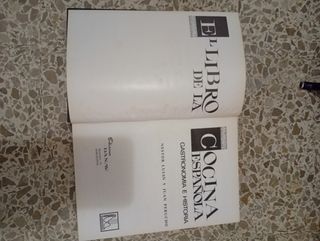 EL LIBRO
DE LA
COCINA
ESPAÑOLA
GASTRONOMIA E HISTORIA
NESTOR LUJAN Y JUAN PERUCHO